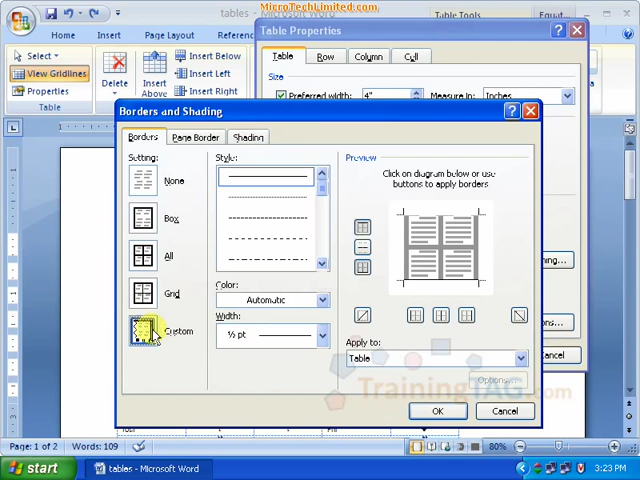 MicroTechLimited.com
tables - Microsoft Word
Table Tools
Equat...
Home
Insert
Table Properties
Select
View Gridlines
Properties
Table
Delete
Insert
Above
Insert Below
Insert Left
Insert Right
Table
Row
Column
Cell
Size
Preferred width:
4"
Measure in:
Inches
Borders and Shading
Borders
Page Border
Shading
Setting:
None
Box
All
Grid
Custom
Style:
Color:
Automatic
Width:
½ pt
Preview
Click on diagram below or use
buttons to apply borders
Apply to:
Table
Options...
OK
Cancel
ns...
Cancel
TrainingTAG.com
Page: 1 of 2
Words: 109
80%
start
tables - Microsoft Word
3:23 PM